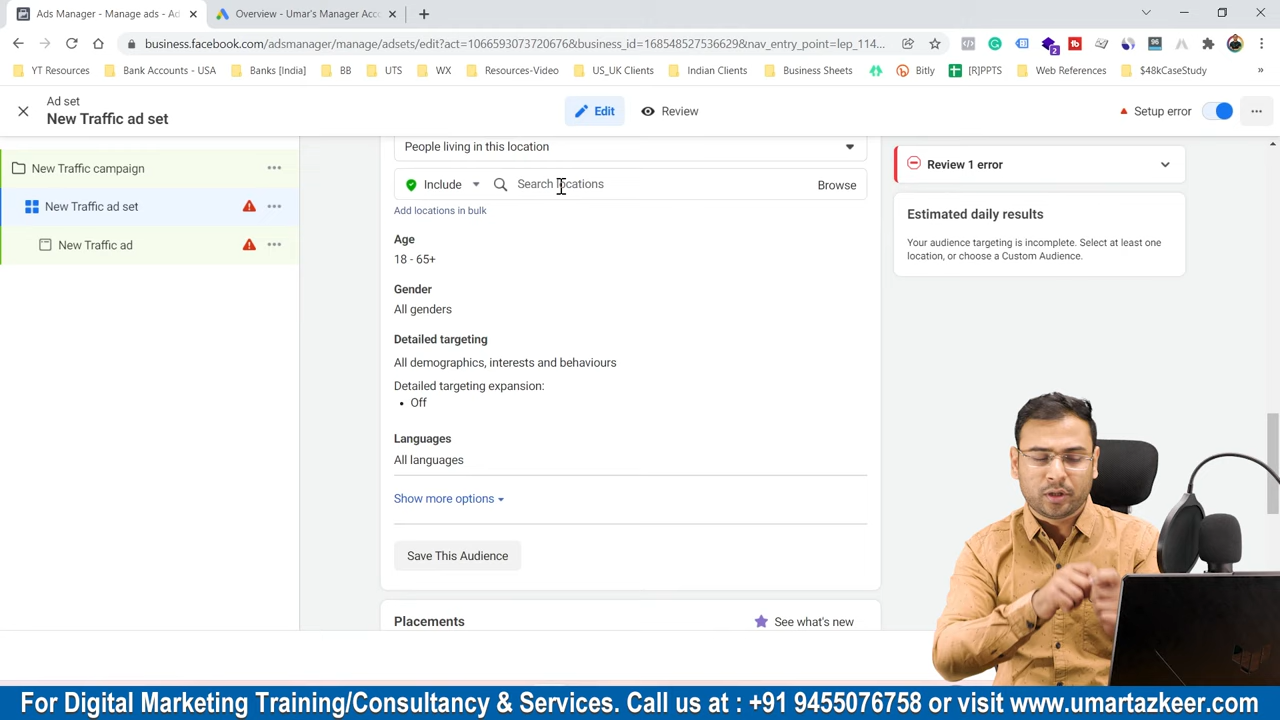 Ads Manager - Manage ads - Ad
Overview - Umar's Manager Acc
business.facebook.com/adsmanager/manage/adsets/edit?act=1066593073720676&business_id=168548527536629&nav_entry_point=lep_114...
2
96
YT Resources
Bank Accounts - USA
Banks [India]
BB
UTS
WX
Resources-Video
US_UK Clients
Indian Clients
Business Sheets
Bitly
[R]PPTS
Web References
$48kCaseStudy
»
Ad set
New Traffic ad set
Edit
Review
Setup error
New Traffic campaign
New Traffic ad set
New Traffic ad
People living in this location
Include
Search locations
Browse
Add locations in bulk
Age
18 - 65+
Gender
All genders
Detailed targeting
All demographics, interests and behaviours
Detailed targeting expansion:
• Off
Languages
All languages
Show more options
Save This Audience
Placements
See what's new
Review 1 error
Estimated daily results
Your audience targeting is incomplete. Select at least one
location, or choose a Custom Audience.
For Digital Marketing Training/Consultancy & Services. Call us at : +91 9455076758 or visit www.umartazkeer.com